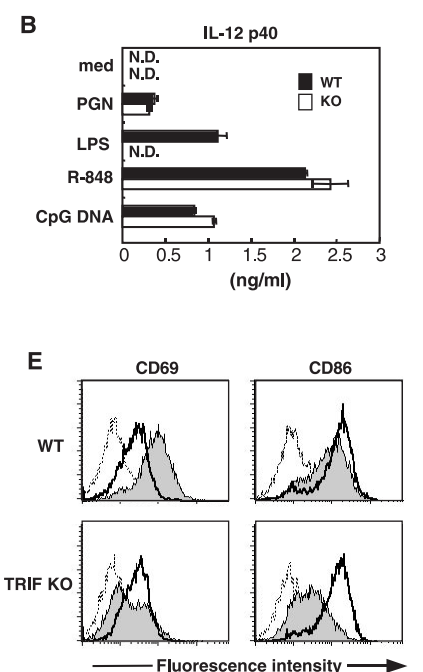 B
IL-12 p40
med
N.D.
N.D.
WT
KO
PGN
LPS
N.D.
R-848
CpG DNA
0 0.5 1 1.5 2 2.5 3
(ng/ml)
E
CD69 CD86
WT
TRIF KO
Fluorescence intensity